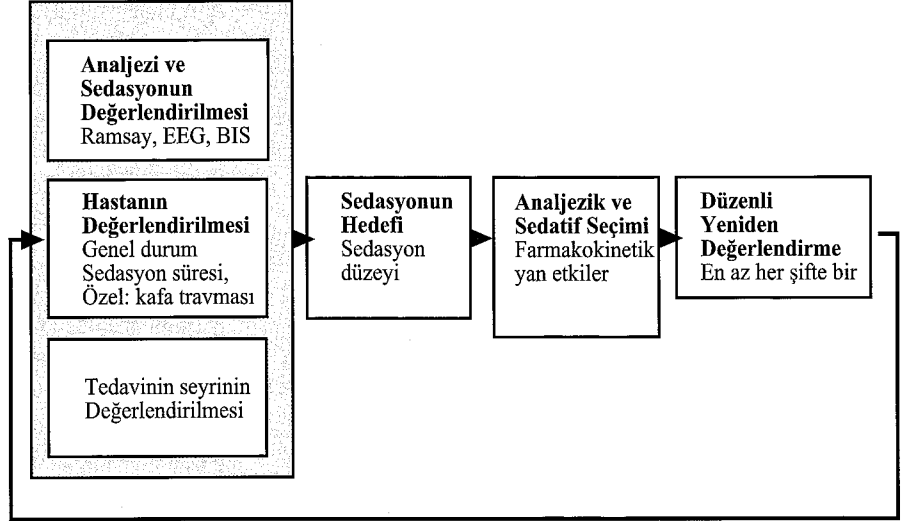 Analjezi ve
Sedasyonun
Değerlendirilmesi
Ramsay, EEG, BIS
Hastanın
Değerlendirilmesi
Genel durum
Sedasyon süresi,
Özel: kafa travması
Tedavinin seyrinin
Değerlendirilmesi
Sedasyonun
Hedefi
Sedasyon
düzeyi
Analjezik ve
Sedatif Seçimi
Farmakokinetik
yan etkiler
Düzenli
Yeniden
Değerlendirme
En az her şifte bir